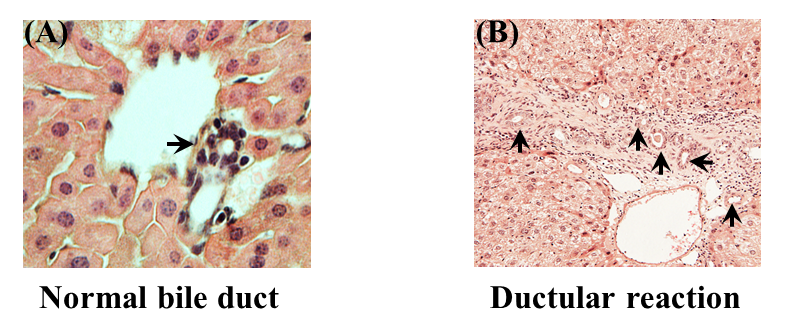 (A)
(B)
Normal bile duct
Ductular reaction